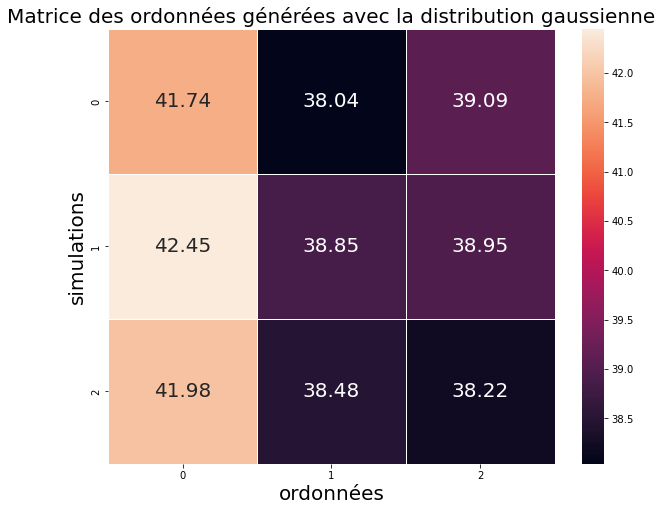 Matrice des ordonnées générées avec la distribution gaussienne
simulations
0
41.74 38.04 39.09
1
42.45 38.85 38.95
2
41.98 38.48 38.22
0 1 2
ordonnées
42.0
41.5
41.0
40.5
40.0
39.5
39.0
38.5